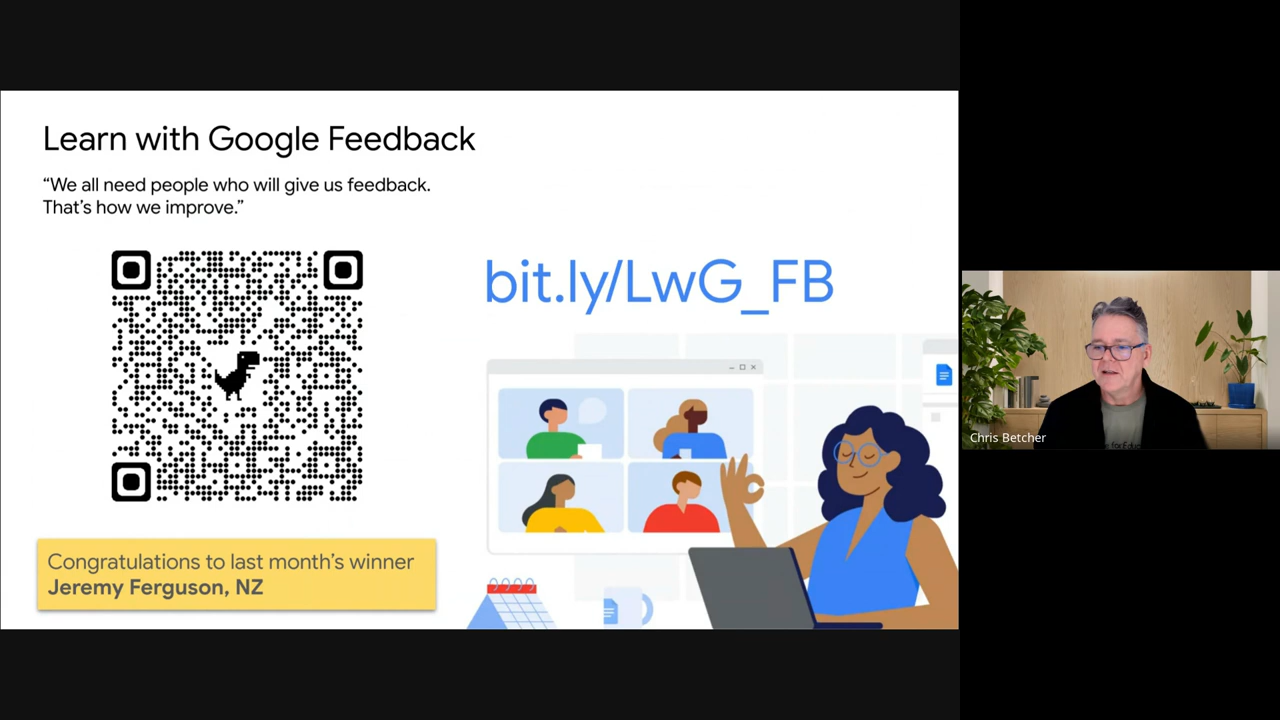 Learn with Google Feedback
“We all need people who will give us feedback.
That’s how we improve.”
bit.ly/LwG_FB
Congratulations to last month’s winner
Jeremy Ferguson, NZ
Chris Betcher